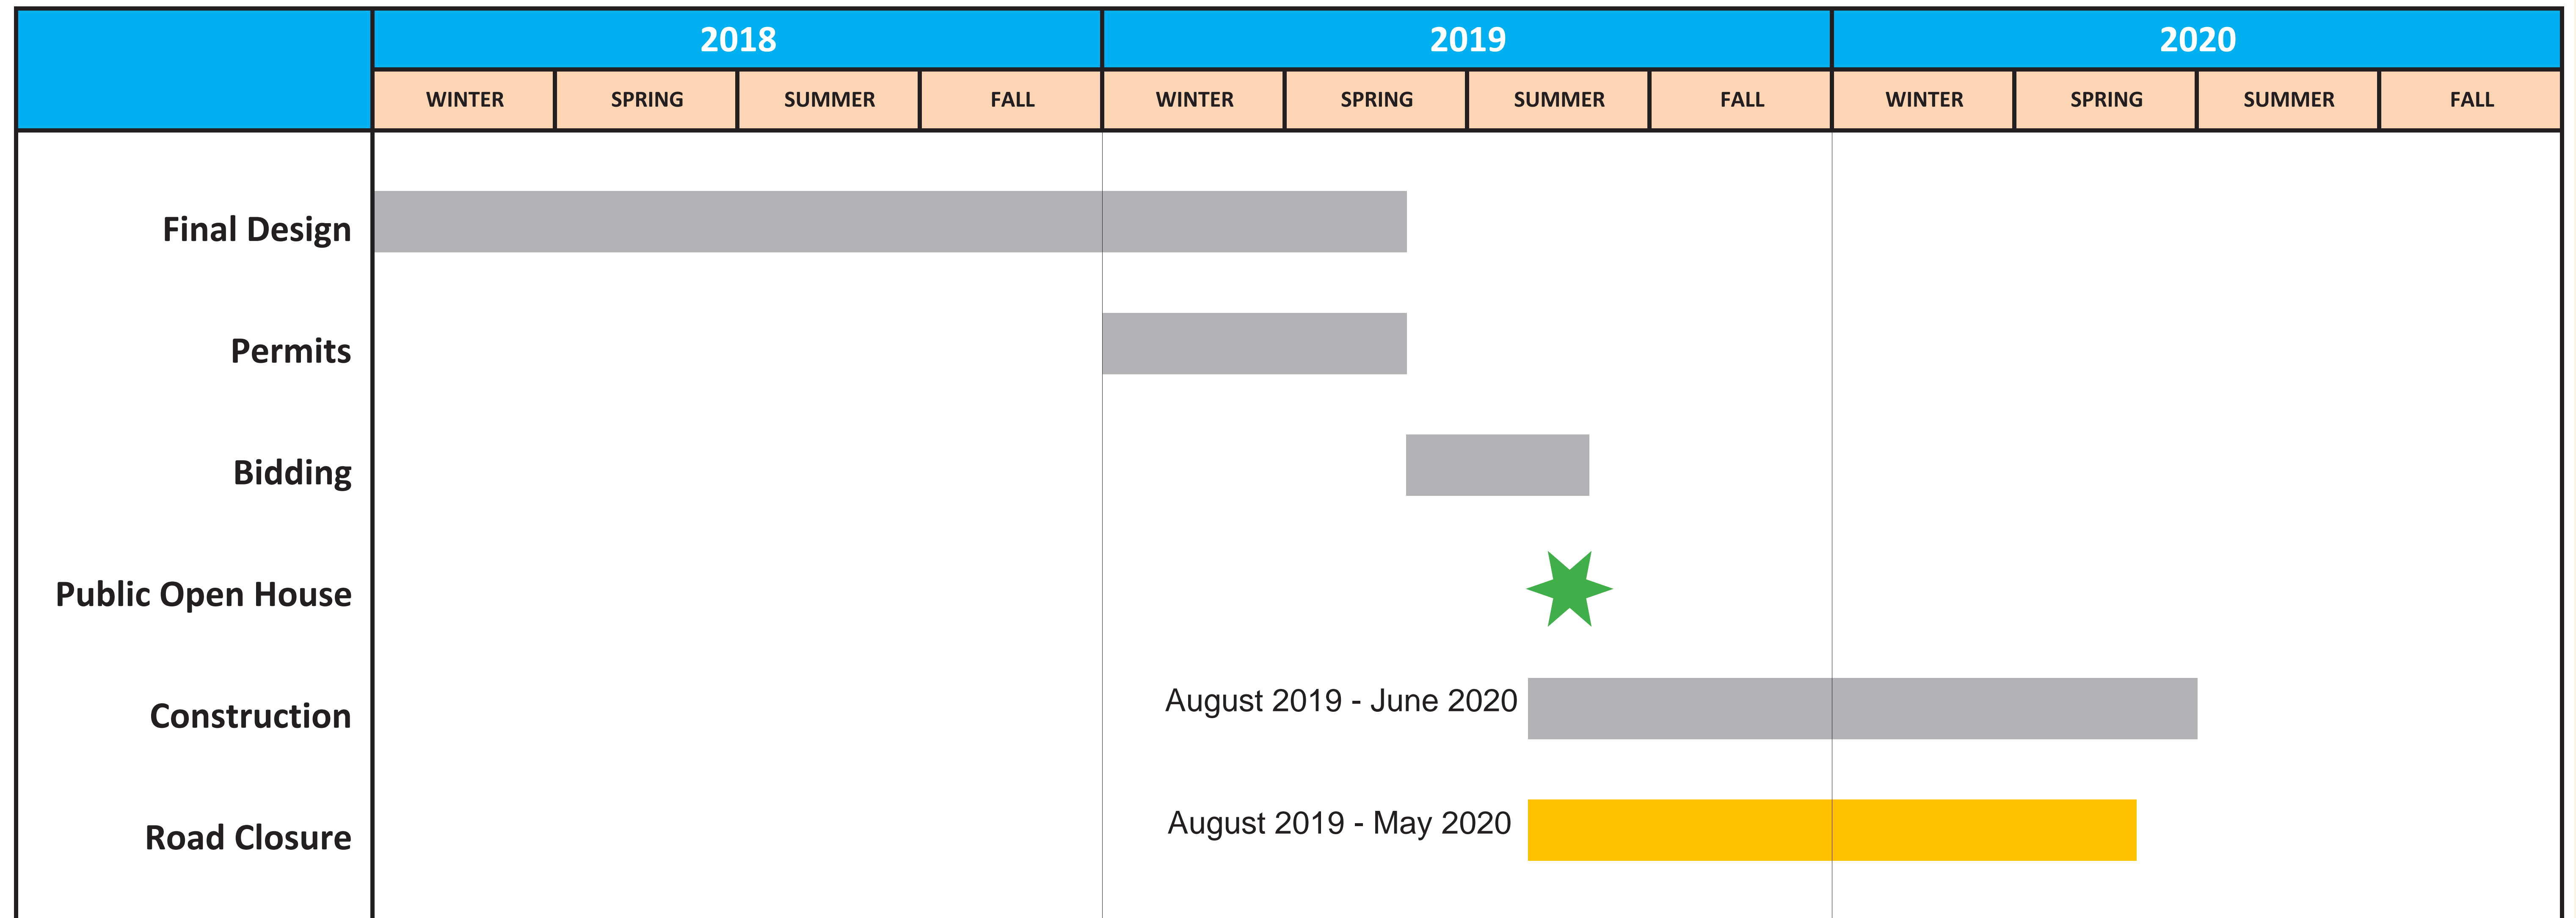 2018 2019 2020
WINTER SPRING SUMMER FALL WINTER SPRING SUMMER FALL WINTER SPRING SUMMER FALL
Final Design
Permits
Bidding
Public Open House
Construction August 2019 - June 2020
Road Closure August 2019 - May 2020